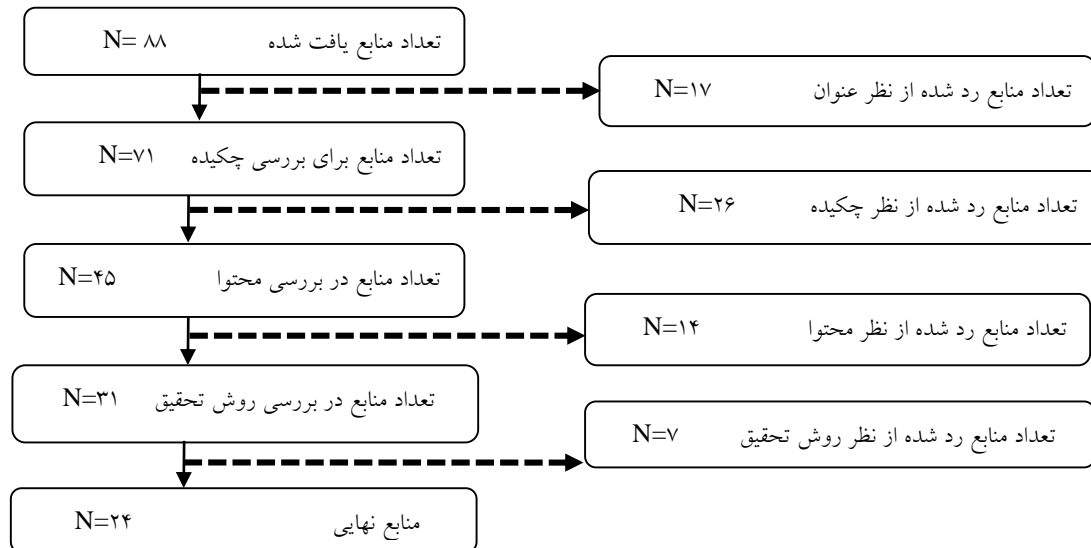 تعداد منابع یافت شده N= ۸۸
تعداد منابع رد شده از نظر عنوان N=۱۷
تعداد منابع برای بررسی چکیده N=۷۱
تعداد منابع رد شده از نظر چکیده N=۲۶
تعداد منابع در بررسی محتوا N=۴۵
تعداد منابع رد شده از نظر محتوا N=۱۴
تعداد منابع در بررسی روش تحقیق N=۳۱
تعداد منابع رد شده از نظر روش تحقیق N=۷
منابع نهایی N=۲۴